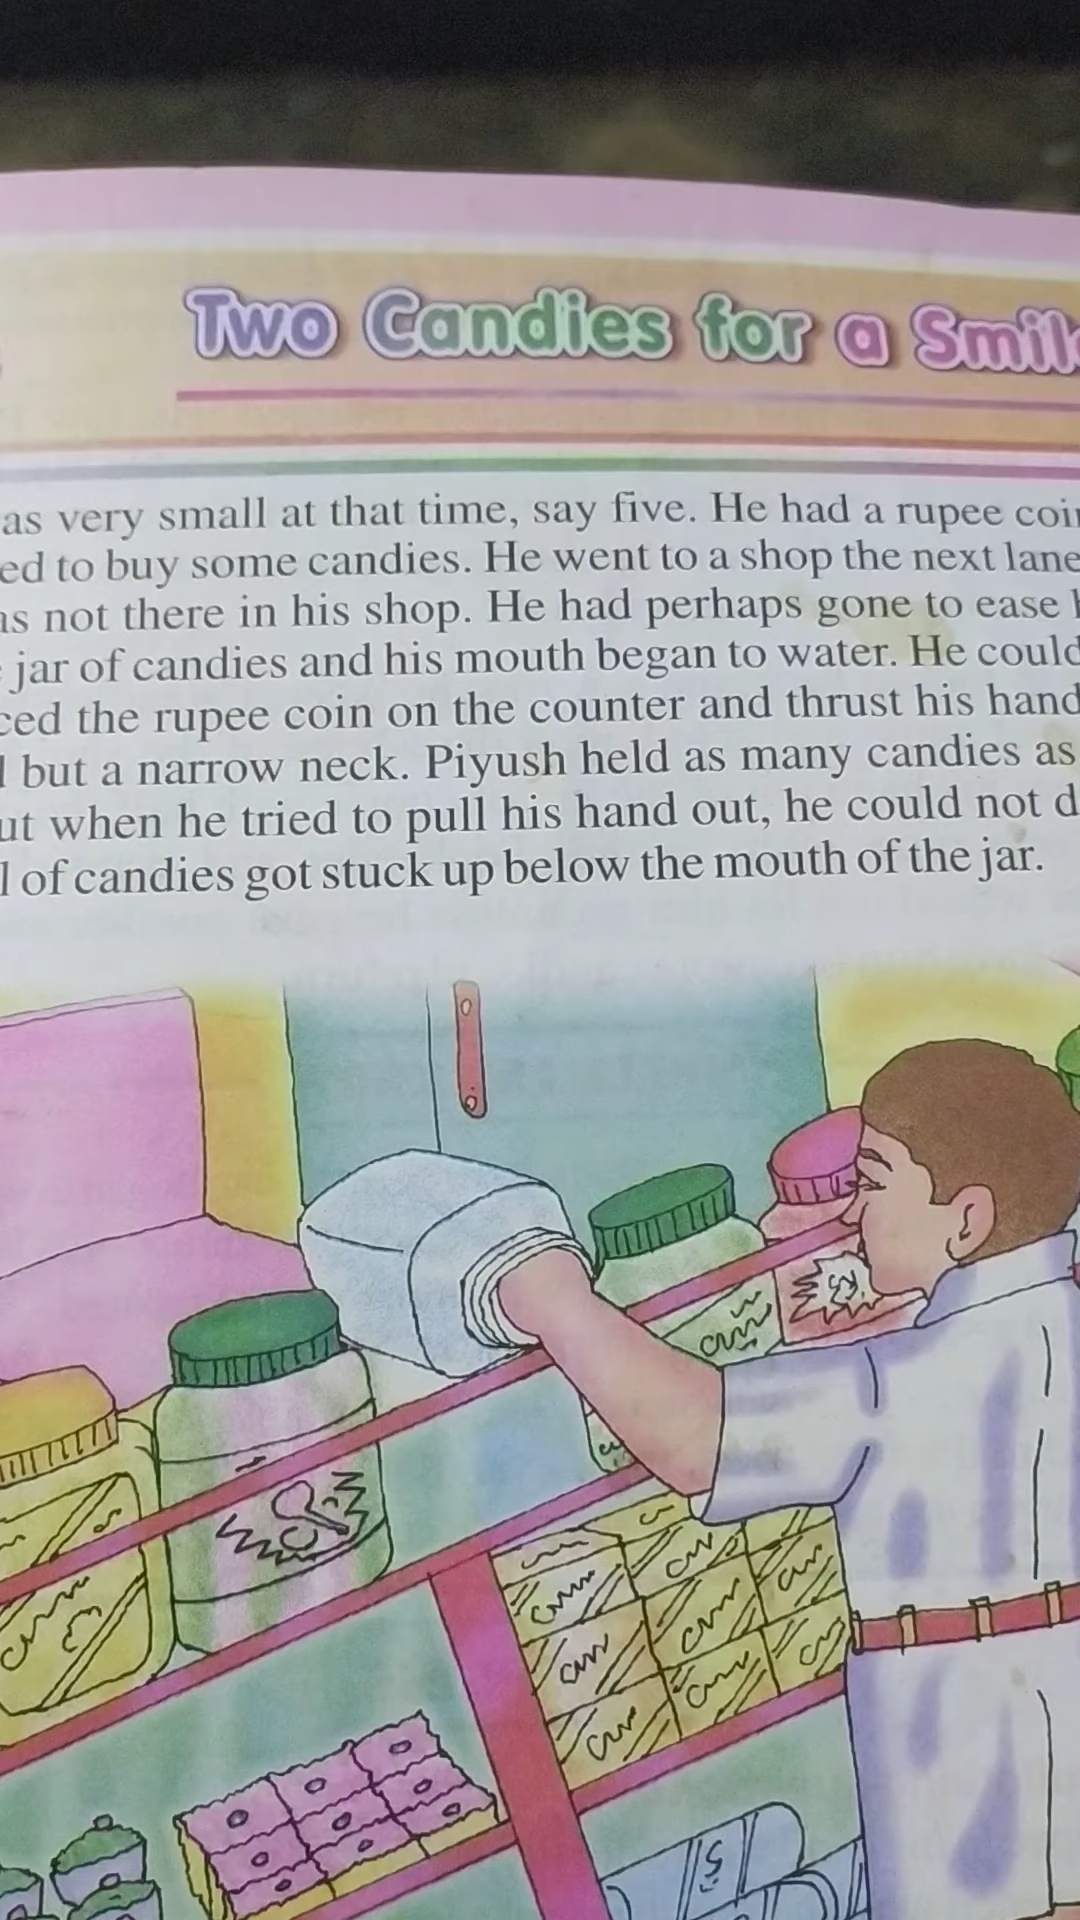 Two Candies for a Smile
as very small at that time, say five. He had a rupee coin
ed to buy some candies. He went to a shop the next lane
as not there in his shop. He had perhaps gone to ease
jar of candies and his mouth began to water. He could
ced the rupee coin on the counter and thrust his hand
but a narrow neck. Piyush held as many candies as
ut when he tried to pull his hand out, he could not d
l of candies got stuck up below the mouth of the jar.